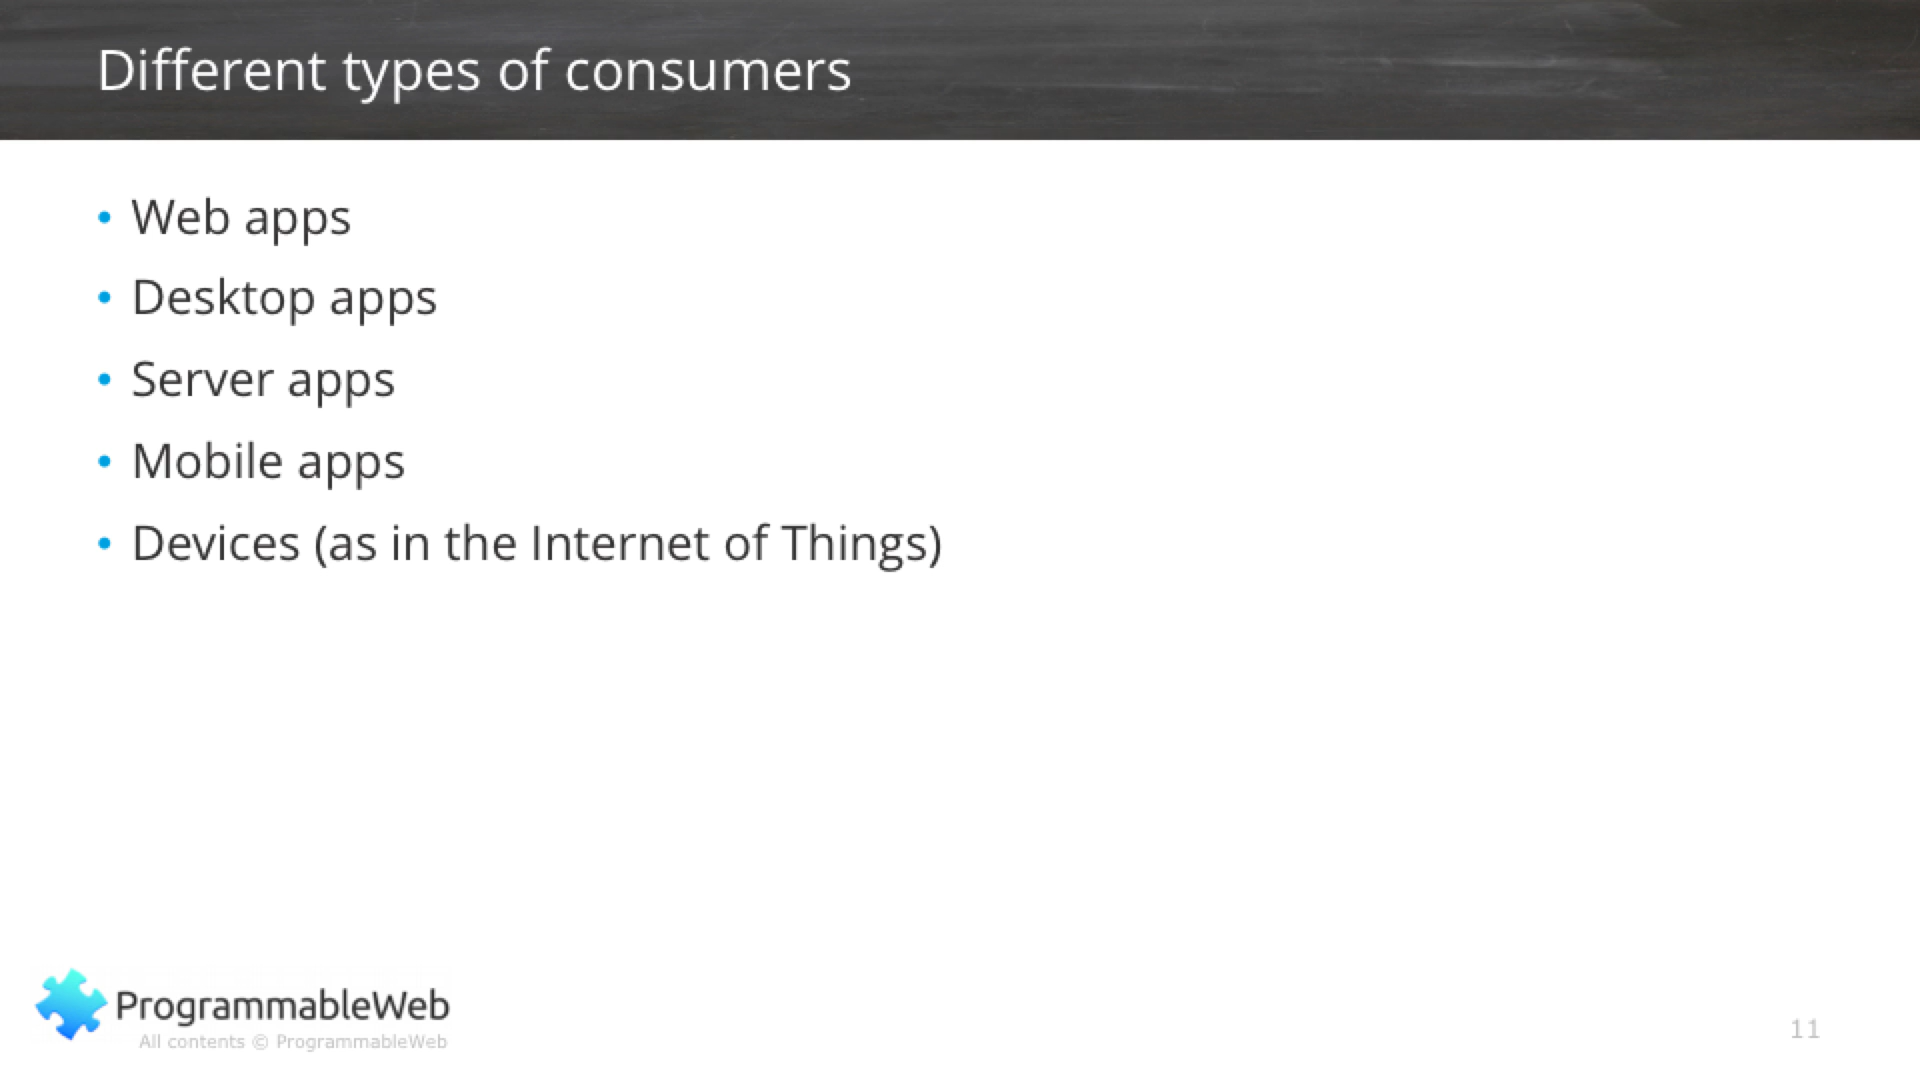 Different types of consumers
• Web apps
• Desktop apps
• Server apps
• Mobile apps
• Devices (as in the Internet of Things)
ProgrammableWeb
All contents © ProgrammableWeb
11